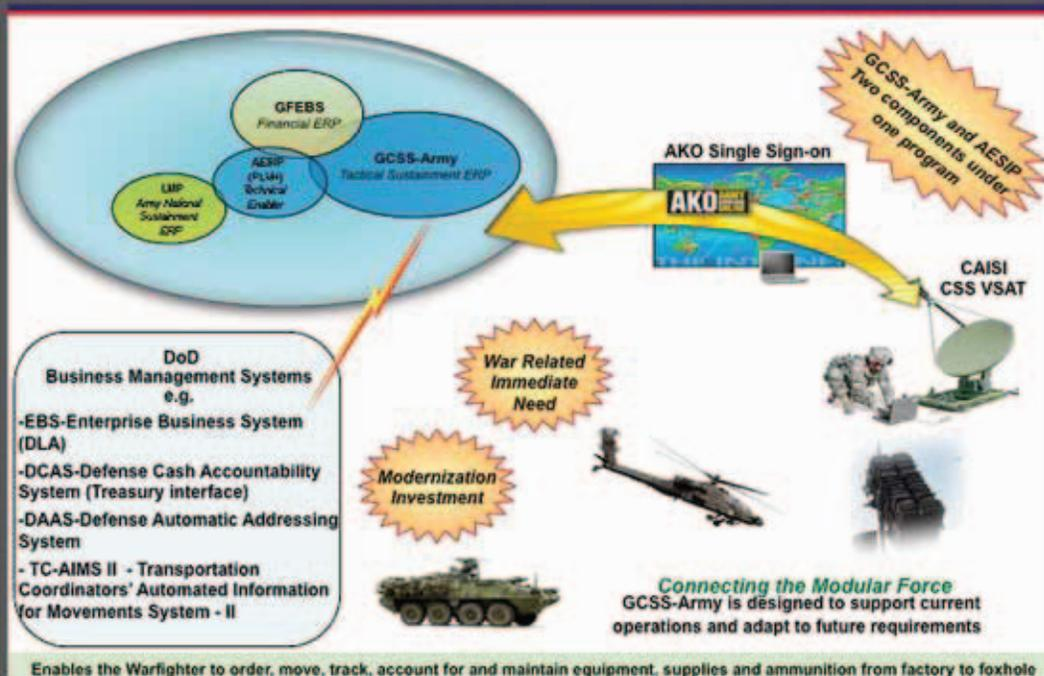 GFEBS
Financial ERP
AESIP
(PLM+)
Technical
Enabler
GCSS-Army
Tactical Sustainment ERP
LMP
Army National
Sustainment
ERP
AKO Single Sign-on
AKO
GCSS-Army and AESIP
Two components under
one program
CAISI
CSS VSAT
DoD
Business Management Systems
e.g.
-EBS-Enterprise Business System
(DLA)
-DCAS-Defense Cash Accountability
System (Treasury interface)
-DAAS-Defense Automatic Addressing
System
- TC-AIMS II - Transportation
Coordinators' Automated Information
for Movements System - II
War Related
Immediate
Need
Modernization
Investment
Connecting the Modular Force
GCSS-Army is designed to support current
operations and adapt to future requirements
Enables the Warfighter to order, move, track, account for and maintain equipment, supplies and ammunition from factory to foxhole